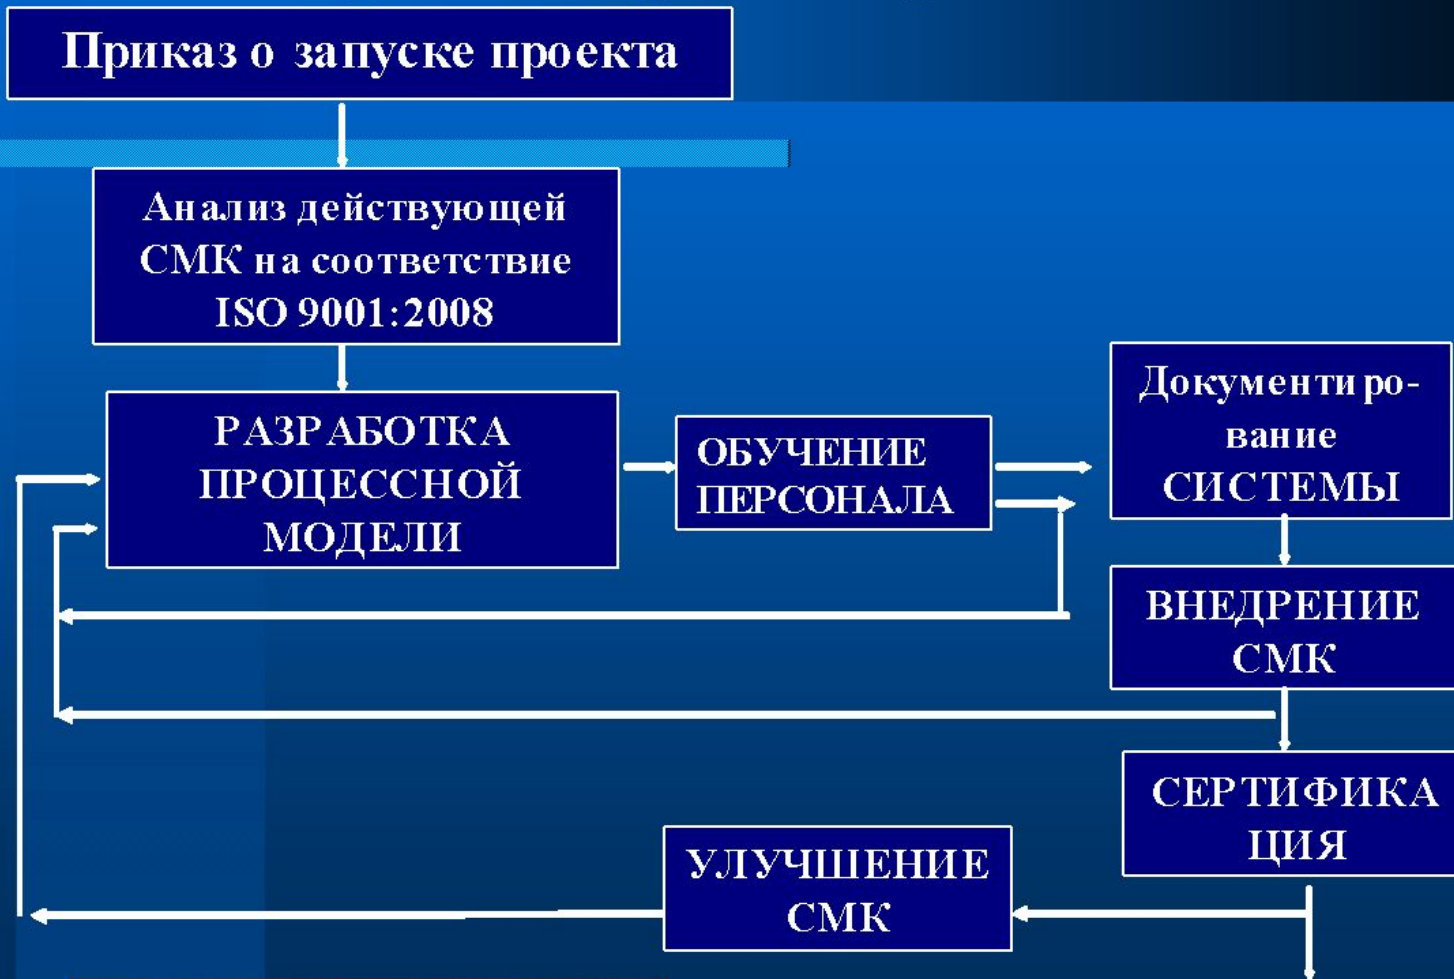 Приказ о запуске проекта
Анализ действующей
СМК на соответствие
ISO 9001:2008
РАЗРАБОТКА
ПРОЦЕССНОЙ
МОДЕЛИ
ОБУЧЕНИЕ
ПЕРСОНАЛА
Документиро-
вание
СИСТЕМЫ
ВНЕДРЕНИЕ
СМК
СЕРТИФИКА
ЦИЯ
УЛУЧШЕНИЕ
СМК